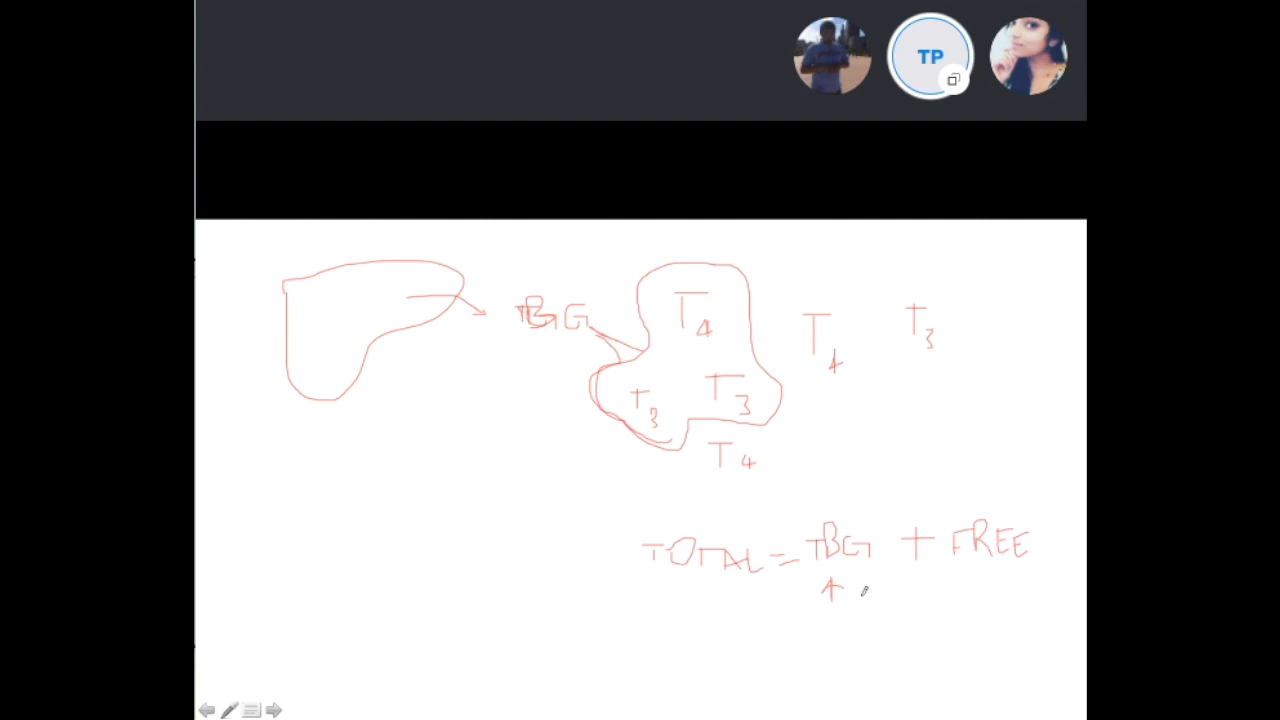 TP
TBG T4 T4 T3
T3 T3
T4
TOTAL = TBG + FREE